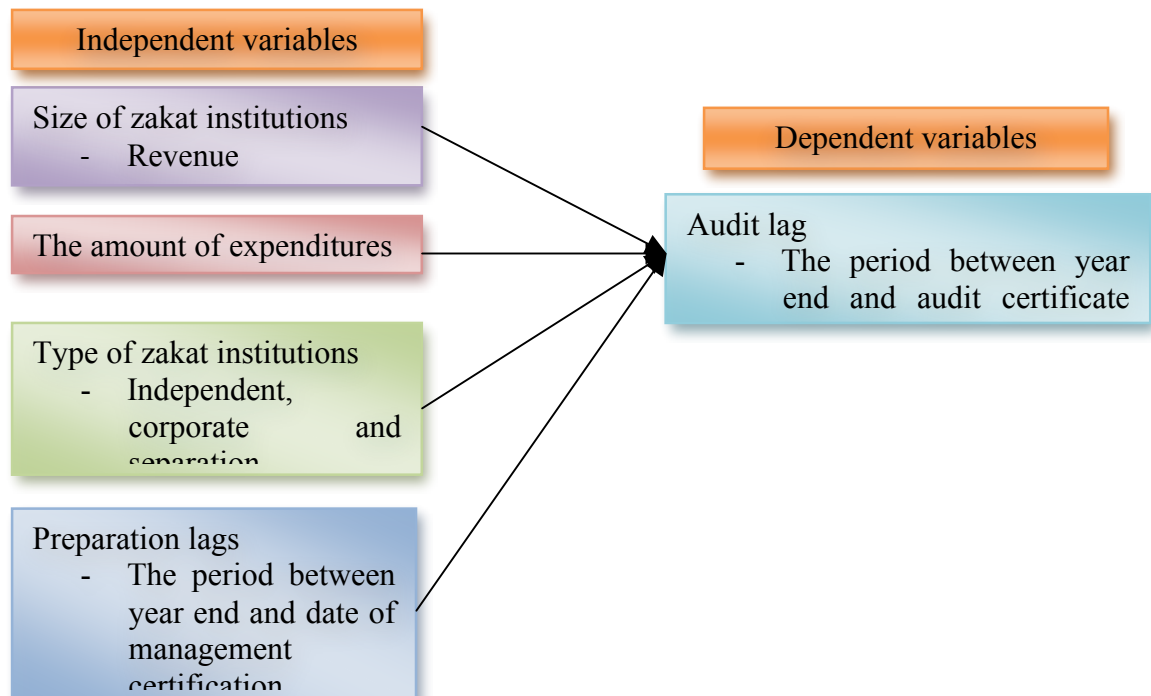 Independent variables
Size of zakat institutions
- Revenue
The amount of expenditures
Type of zakat institutions
- Independent,
corporate and
separation
Preparation lags
- The period between
year end and date of
management
certification
Dependent variables
Audit lag
- The period between year
end and audit certificate